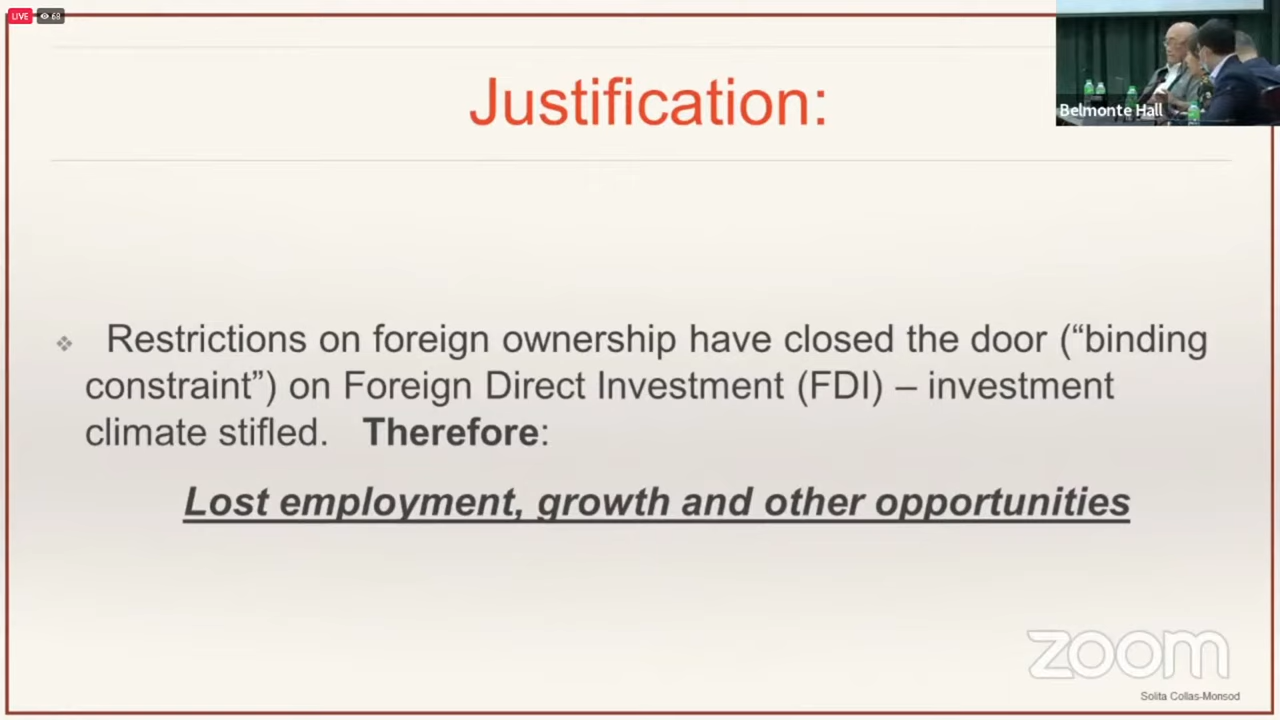 LIVE 68
Belmonte Hall
Justification:
❖ Restrictions on foreign ownership have closed the door (“binding
constraint”) on Foreign Direct Investment (FDI) – investment
climate stifled. Therefore:
Lost employment, growth and other opportunities
zoom
Solita Collas-Monsod